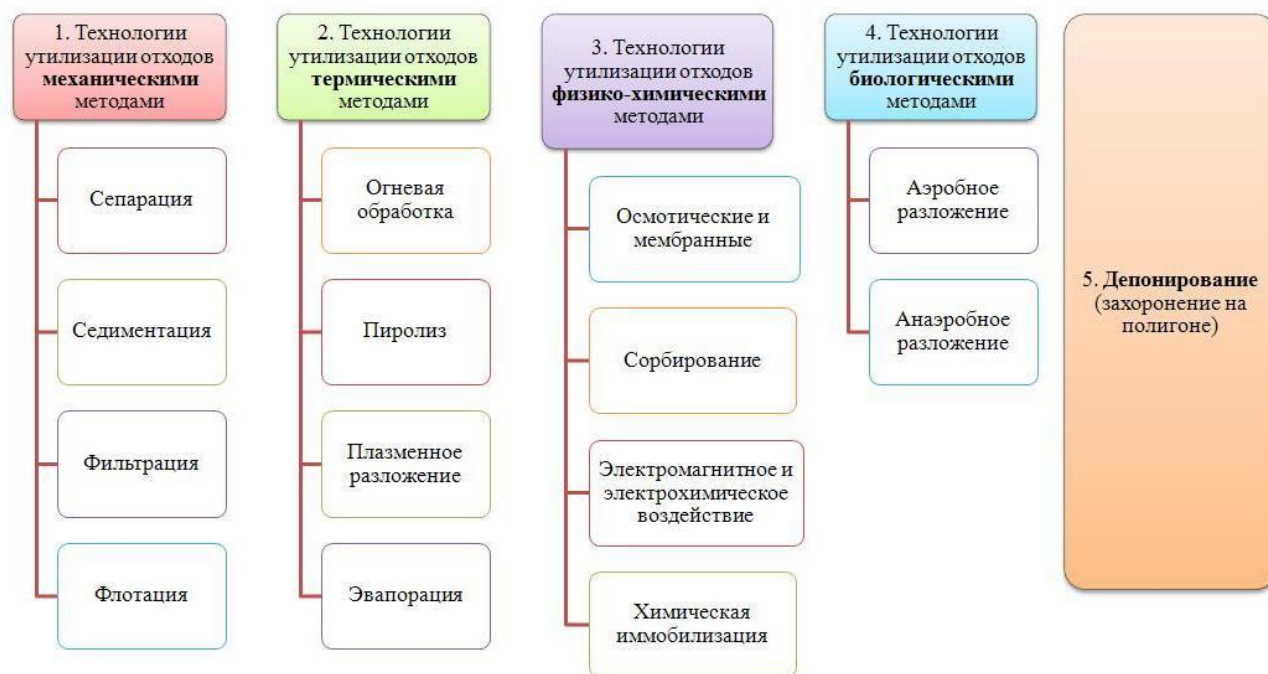 1. Технологии
утилизации отходов
механическими
методами
Сепарация
Седиментация
Фильтрация
Флотация
2. Технологии
утилизации отходов
термическими
методами
Огневая
обработка
Пиролиз
Плазменное
разложение
Эвапорация
3. Технологии
утилизации отходов
физико-химическими
методами
Осмотические и
мембранные
Сорбирование
Электромагнитное и
электрохимическое
воздействие
Химическая
иммобилизация
4. Технологии
утилизации отходов
биологическими
методами
Аэробное
разложение
Анаэробное
разложение
5. Депонирование
(захоронение на
полигоне)